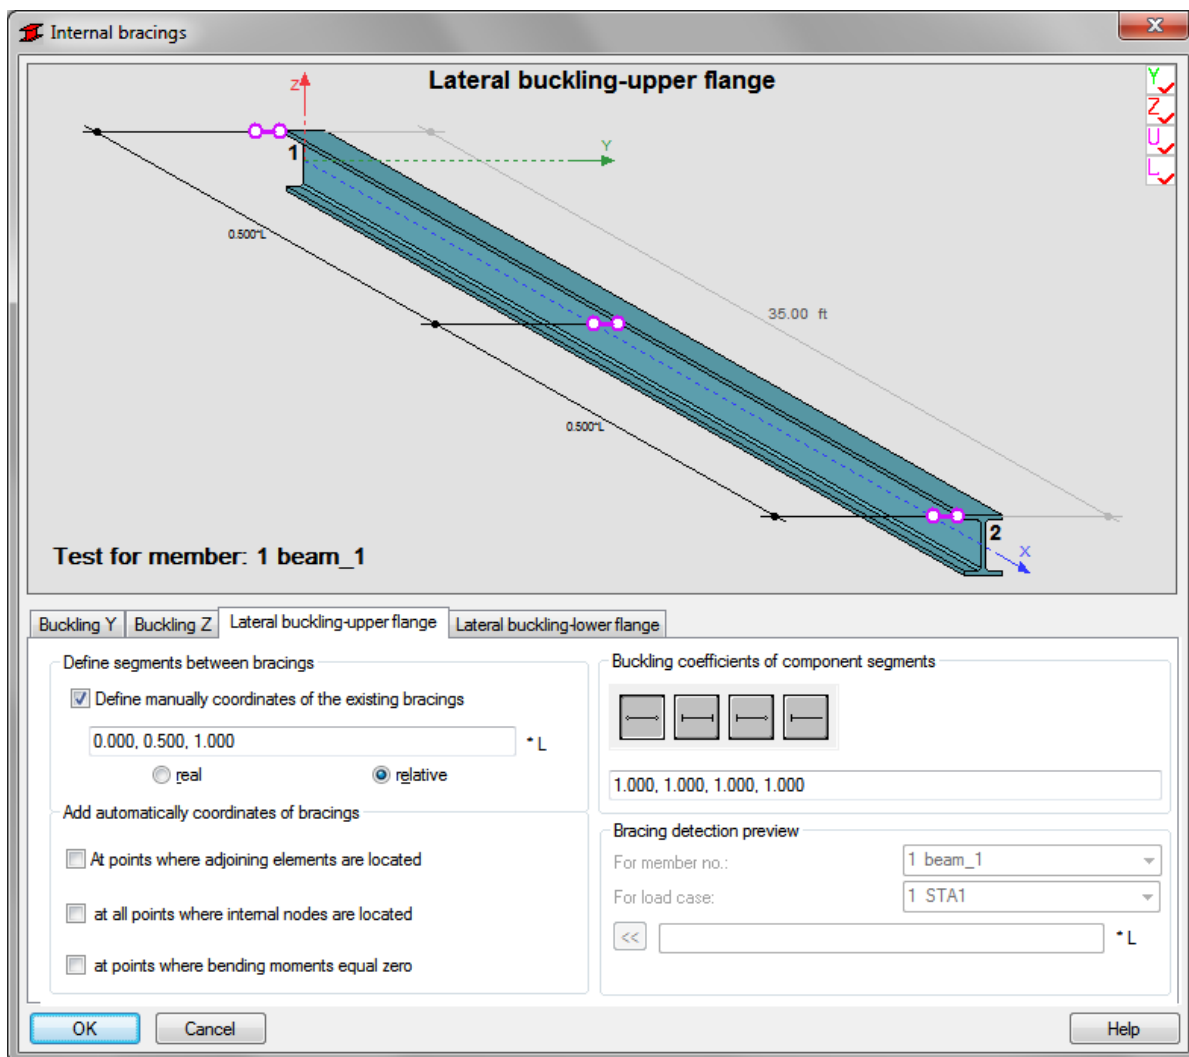 Internal bracings
Lateral buckling-upper flange
Z
Y
Z
U
L
1
Y
0.500*L
35.00 ft
0.500*L
2
X
Test for member: 1 beam_1
Buckling Y
Buckling Z
Lateral buckling-upper flange
Lateral buckling-lower flange
Define segments between bracings
Define manually coordinates of the existing bracings
0.000, 0.500, 1.000
* L
real
relative
Add automatically coordinates of bracings
At points where adjoining elements are located
at all points where internal nodes are located
at points where bending moments equal zero
Buckling coefficients of component segments
1.000, 1.000, 1.000, 1.000
Bracing detection preview
For member no.:
1 beam_1
For load case:
1 STA1
<<
* L
OK
Cancel
Help